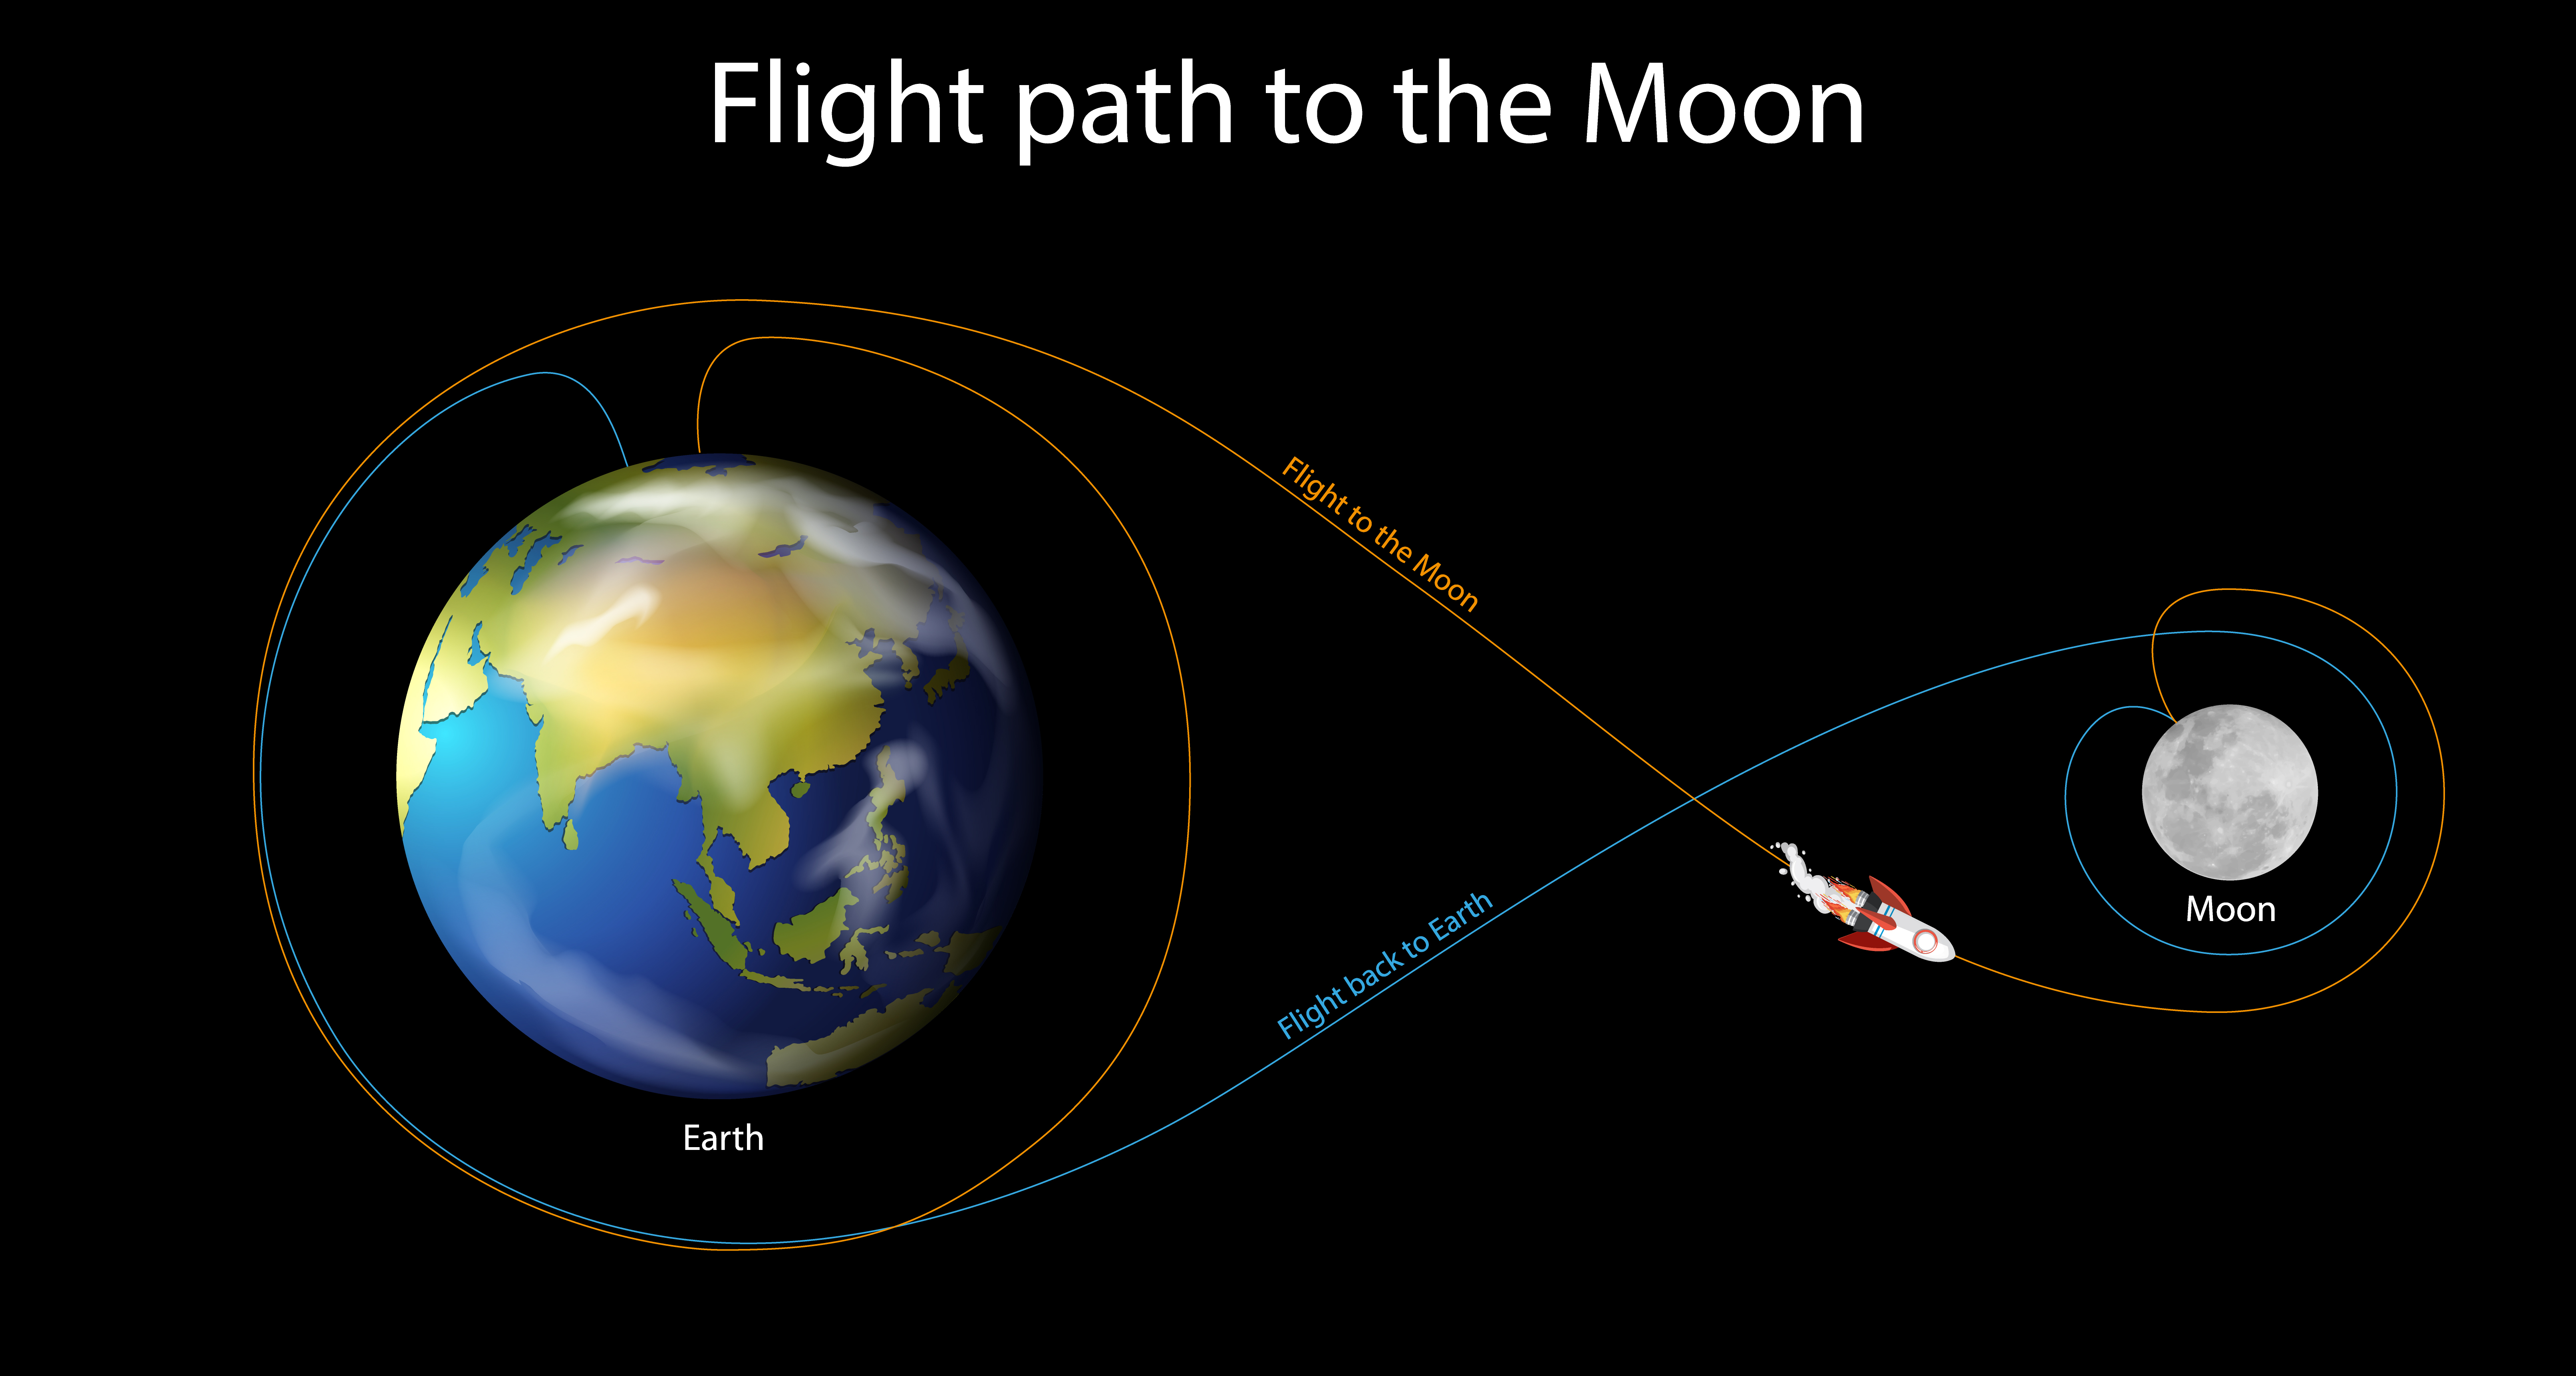 Flight path to the Moon
Flight to the Moon
Flight back to Earth
Moon
Earth